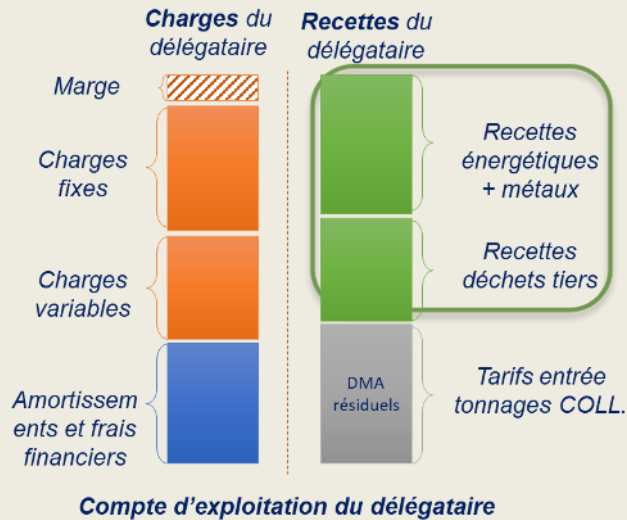 Charges du
délégataire
Recettes du
délégataire
Marge
Charges
fixes
Charges
variables
Amortissem
ents et frais
financiers
Recettes
énergétiques
+ métaux
Recettes
déchets tiers
DMA
résiduels
Tarifs entrée
tonnages COLL.
Compte d'exploitation du délégataire